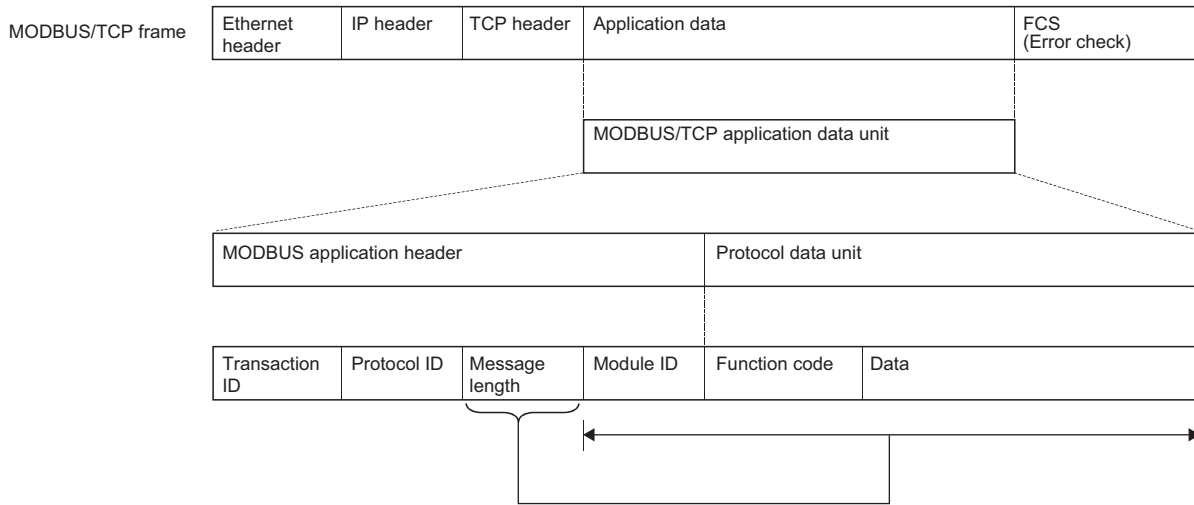 MODBUS/TCP frame
Ethernet
header
IP header
TCP header
Application data
FCS
(Error check)
MODBUS/TCP application data unit
MODBUS application header
Protocol data unit
Transaction
ID
Protocol ID
Message
length
Module ID
Function code
Data